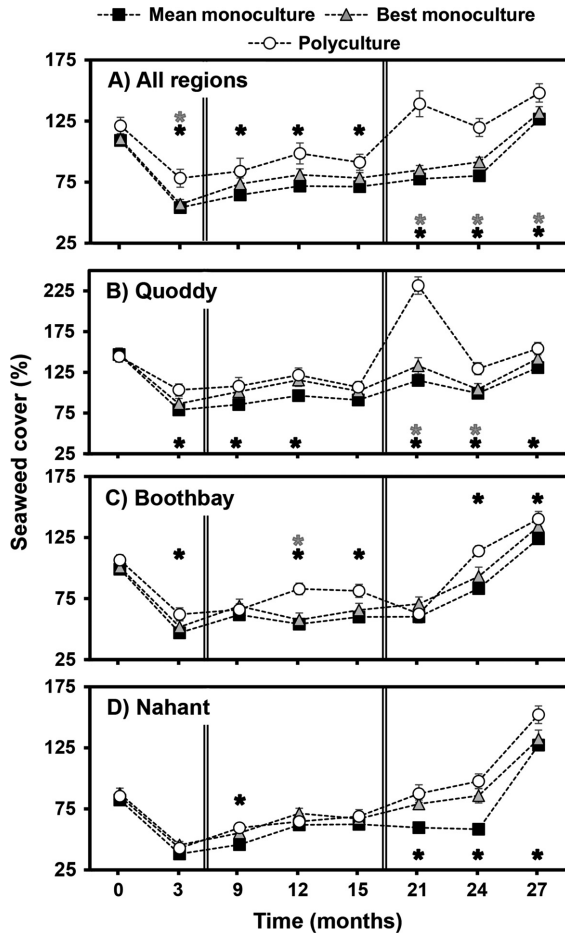 Mean monoculture Best monoculture
Polyculture
A) All regions
175
125
75
25
* * * * *
* * *
* * *
B) Quoddy
225
175
125
75
25
* *
* * * * * *
Seaweed cover (%)
C) Boothbay
175
125
75
25
* *
*
* * *
D) Nahant
175
125
75
25
*
* * *
0 3 9 12 15 21 24 27
Time (months)